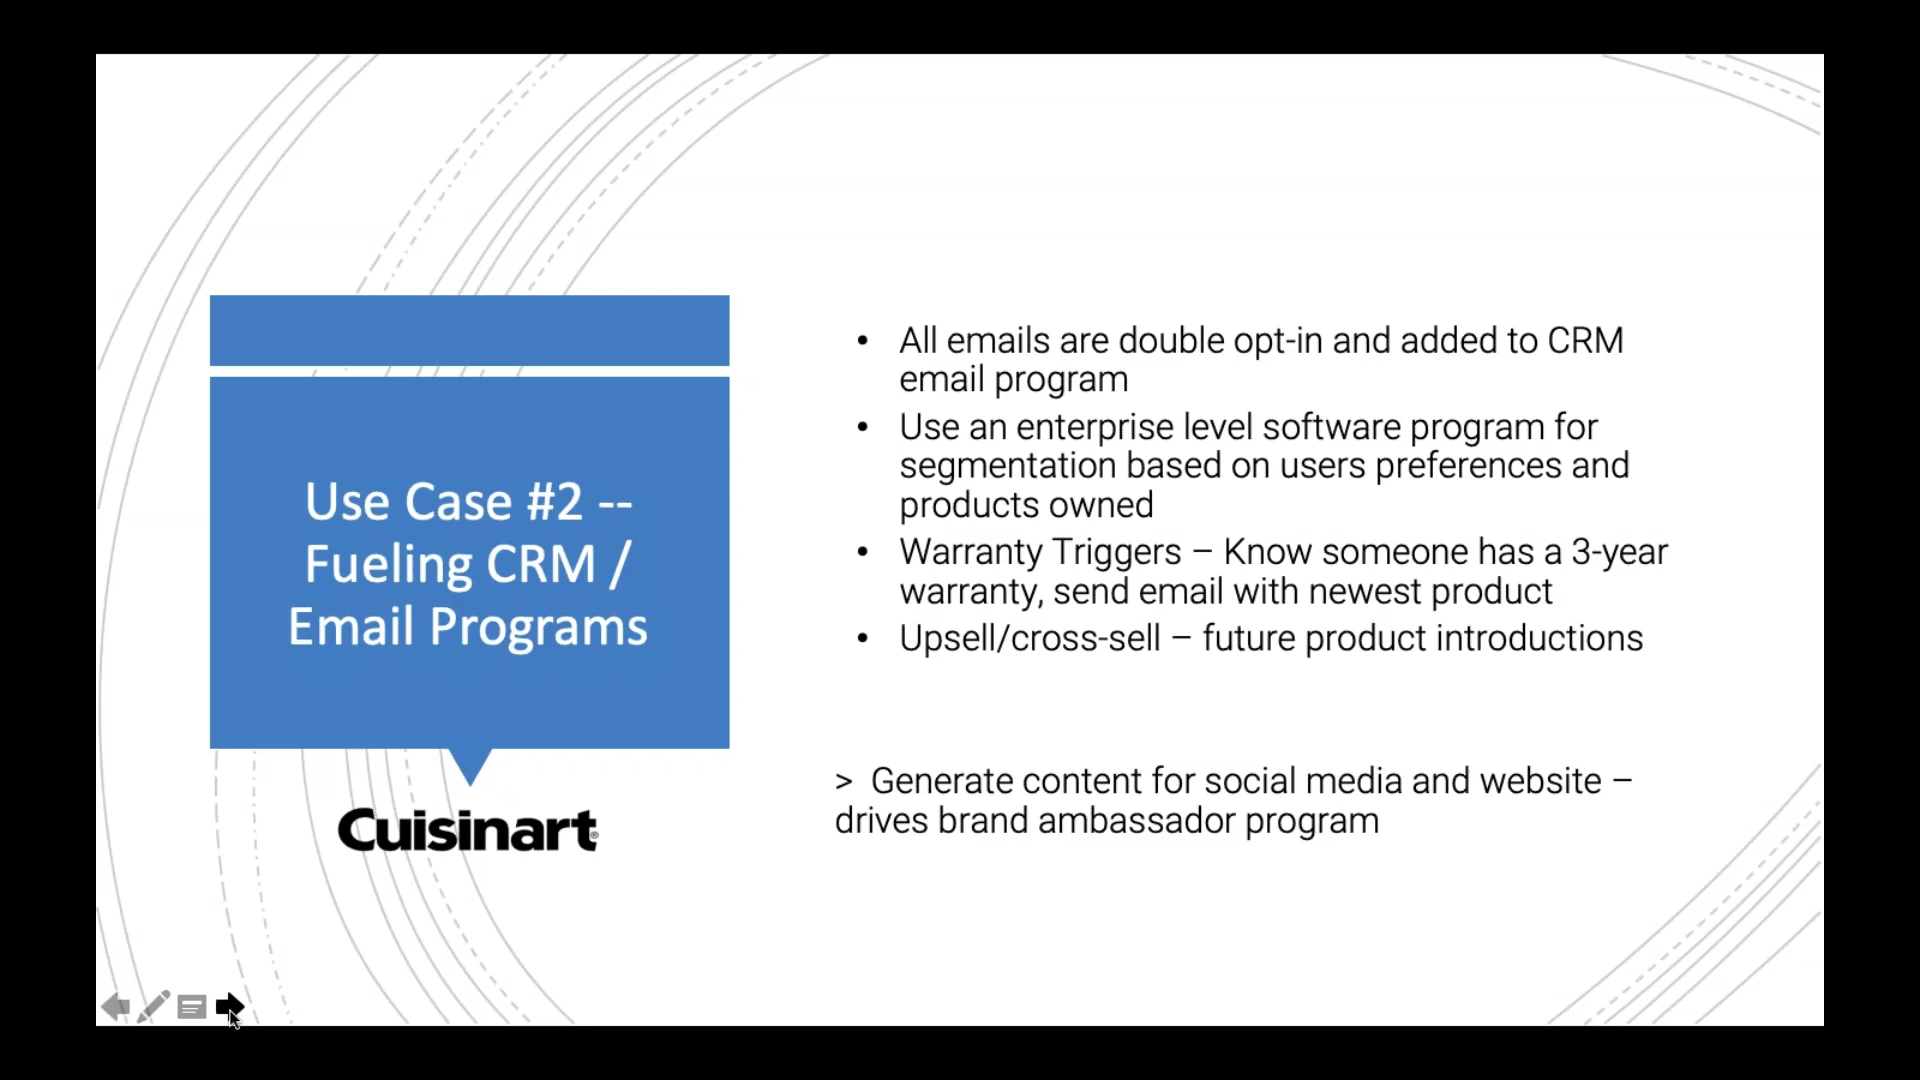 Use Case #2 --
Fueling CRM /
Email Programs
Cuisinart®
• All emails are double opt-in and added to CRM
email program
• Use an enterprise level software program for
segmentation based on users preferences and
products owned
• Warranty Triggers – Know someone has a 3-year
warranty, send email with newest product
• Upsell/cross-sell – future product introductions
> Generate content for social media and website –
drives brand ambassador program